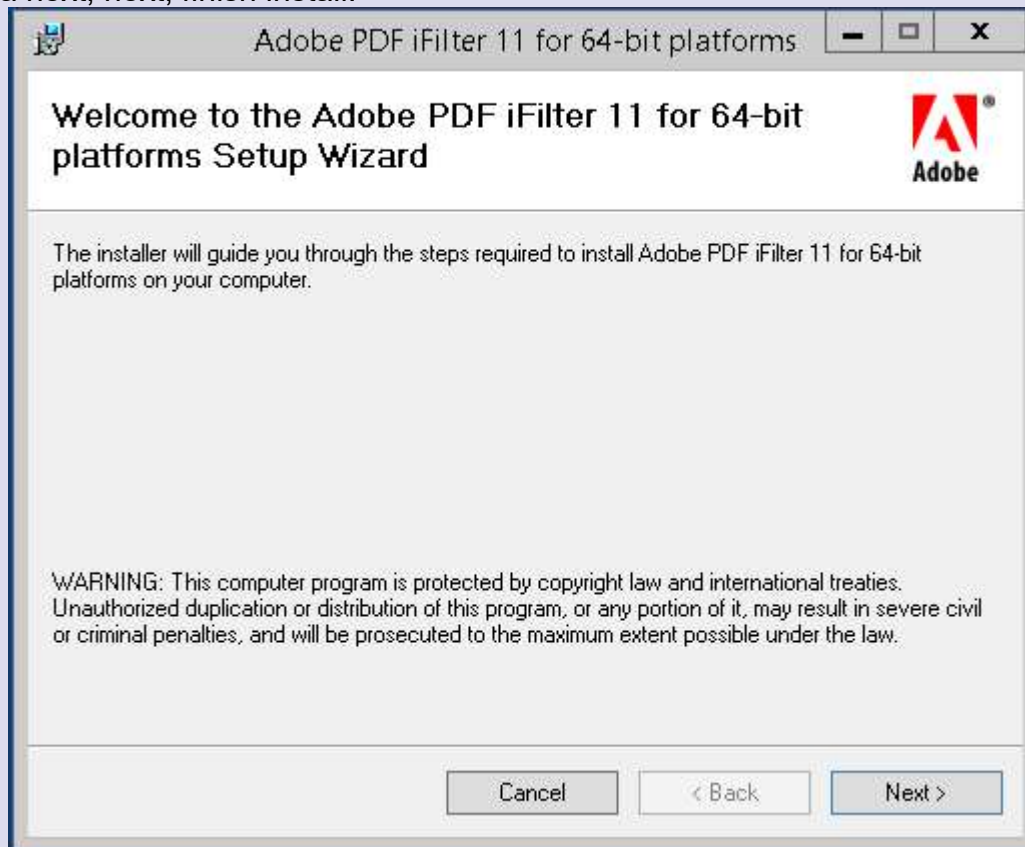 Adobe PDF iFilter 11 for 64-bit platforms
Welcome to the Adobe PDF iFilter 11 for 64-bit
platforms Setup Wizard
Adobe
The installer will guide you through the steps required to install Adobe PDF iFilter 11 for 64-bit
platforms on your computer.
WARNING: This computer program is protected by copyright law and international treaties.
Unauthorized duplication or distribution of this program, or any portion of it, may result in severe civil
or criminal penalties, and will be prosecuted to the maximum extent possible under the law.
Cancel
< Back
Next >